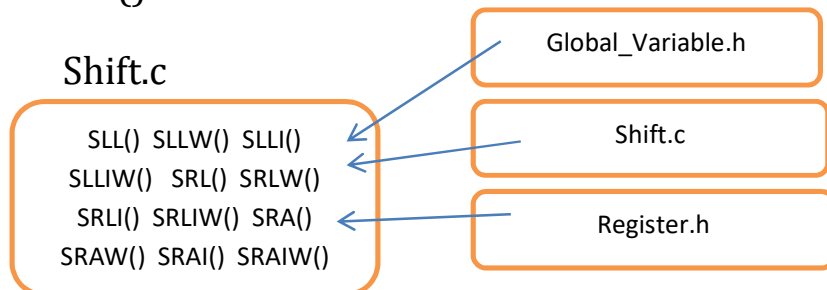 Shift.c
SLL() SLLW() SLLI()
SLLIW() SRL() SRLW()
SRLI() SRLIW() SRA()
SRAW() SRAI() SRAIW()
Global_Variable.h
Shift.c
Register.h